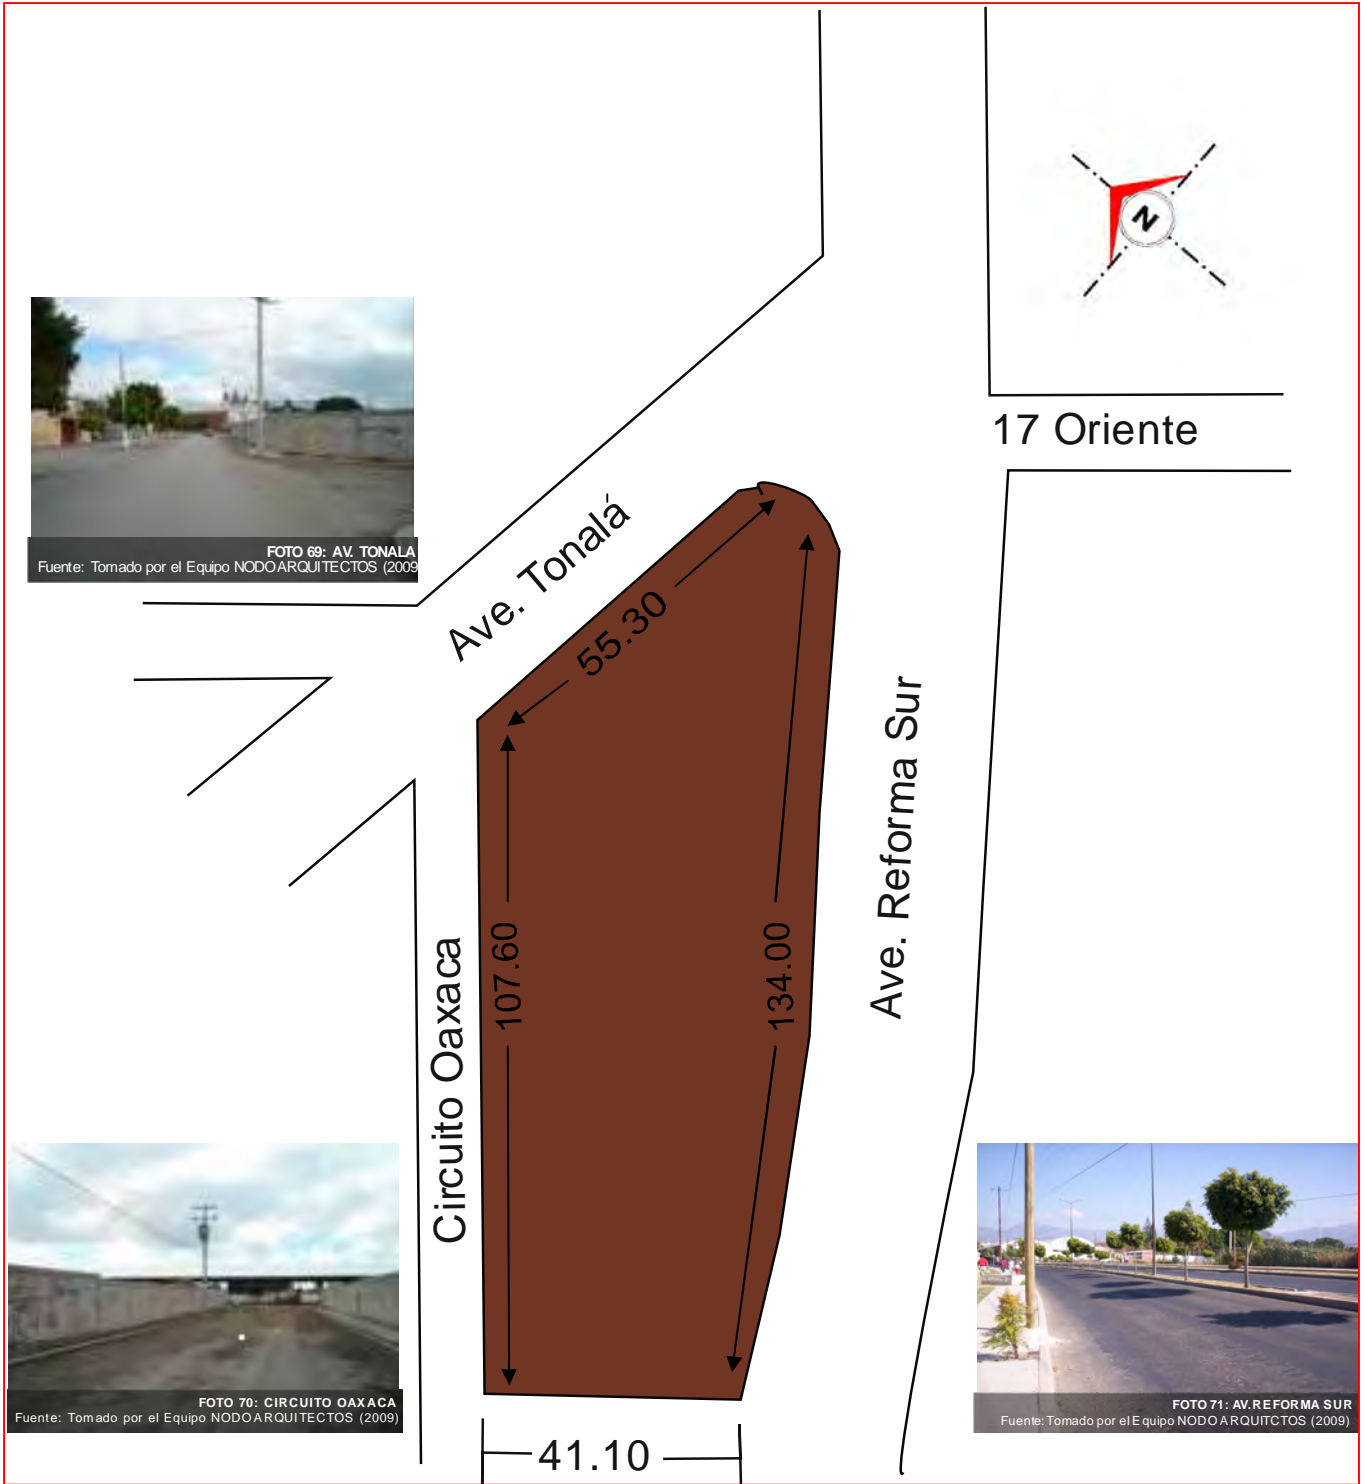 N
17 Oriente
FOTO 69: AV. TONALA
Fuente: Tomado por el Equipo NODO ARQUITECTOS (2009
Ave. Tonalá
55.30
Ave. Reforma Sur
107.60
134.00
Circuito Oaxaca
FOTO 70: CIRCUITO OAXACA
Fuente: Tomado por el Equipo NODO ARQUITECTOS (2009)
FOTO 71: AV.REFORMA SUR
Fuente: Tomado por el Equipo NODO ARQUITCTOS (2009)
41.10